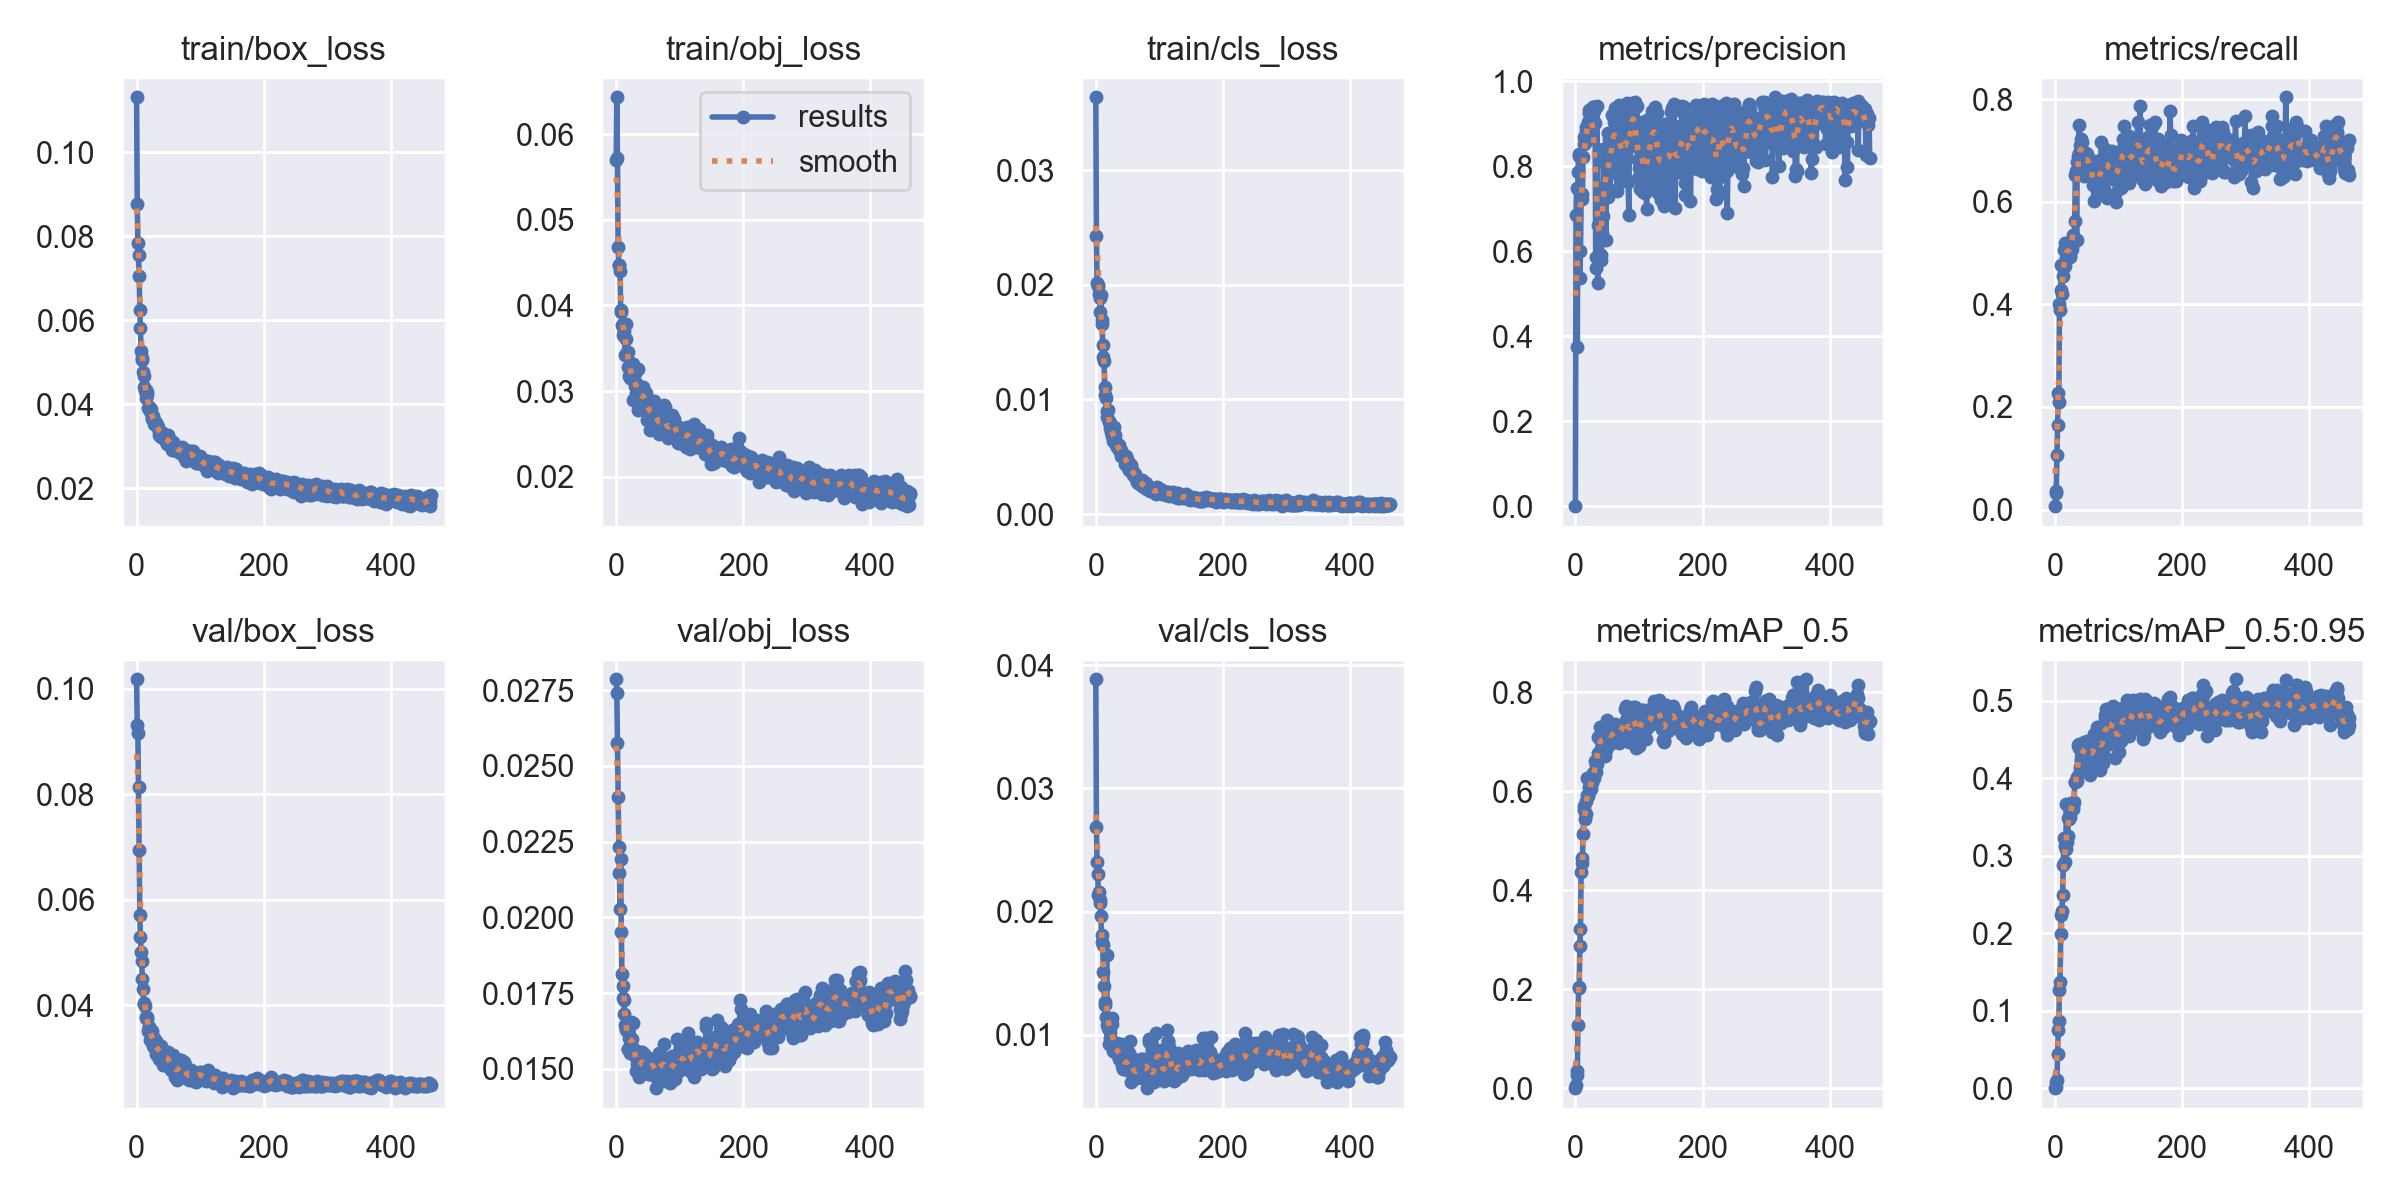 train/box_loss
0.10
0.08
0.06
0.04
0.02
0 200 400
train/obj_loss
results
smooth
0.06
0.05
0.04
0.03
0.02
0 200 400
train/cls_loss
0.03
0.02
0.01
0.00
0 200 400
metrics/precision
1.0
0.8
0.6
0.4
0.2
0.0
0 200 400
metrics/recall
0.8
0.6
0.4
0.2
0.0
0 200 400
val/box_loss
0.10
0.08
0.06
0.04
0 200 400
val/obj_loss
0.0275
0.0250
0.0225
0.0200
0.0175
0.0150
0 200 400
val/cls_loss
0.04
0.03
0.02
0.01
0 200 400
metrics/mAP_0.5
0.8
0.6
0.4
0.2
0.0
0 200 400
metrics/mAP_0.5:0.95
0.5
0.4
0.3
0.2
0.1
0.0
0 200 400